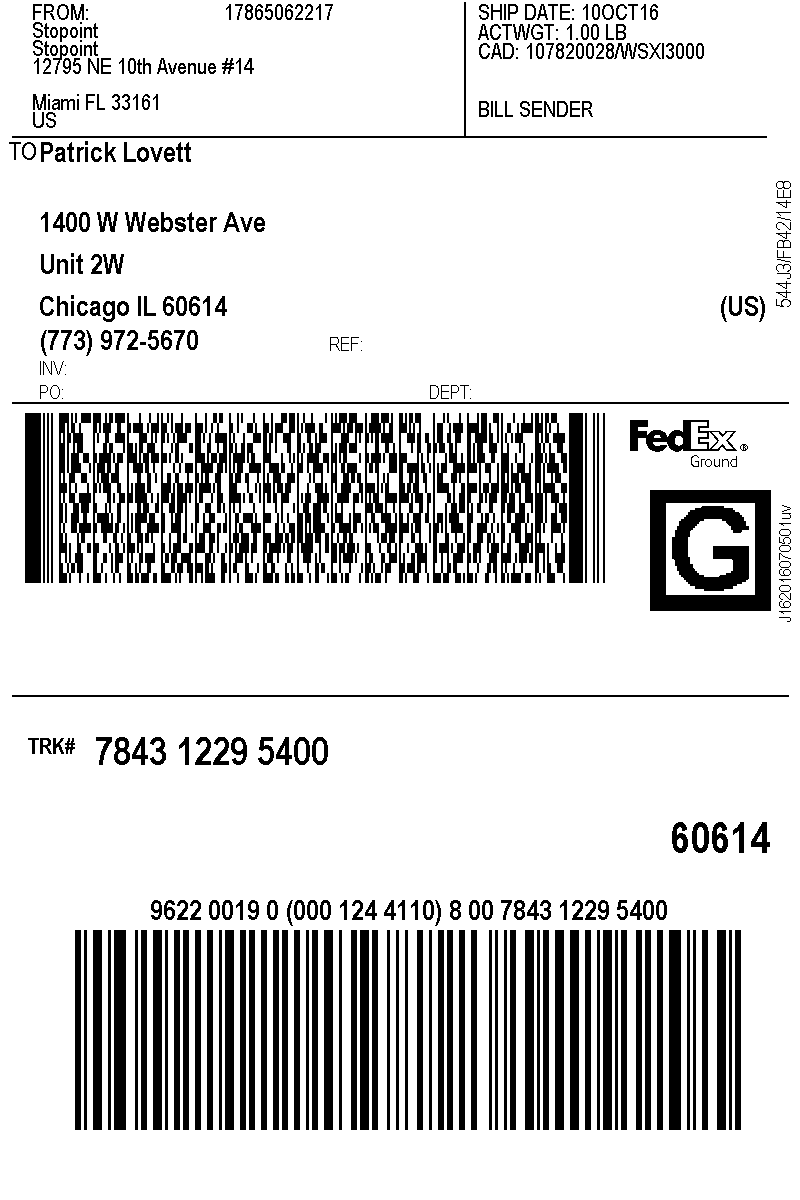 FROM: 17865062217
Stopoint
Stopoint
12795 NE 10th Avenue #14
Miami FL 33161
US
SHIP DATE: 10OCT16
ACTWGT: 1.00 LB
CAD: 107820028/WSXI3000
BILL SENDER
TO Patrick Lovett
1400 W Webster Ave
Unit 2W
Chicago IL 60614 (US)
(773) 972-5670 REF:
INV:
PO: DEPT:
544J3/FB42/14E8
FedEx®
Ground
G
J162016070501uv
TRK# 7843 1229 5400
60614
9622 0019 0 (000 124 4110) 8 00 7843 1229 5400